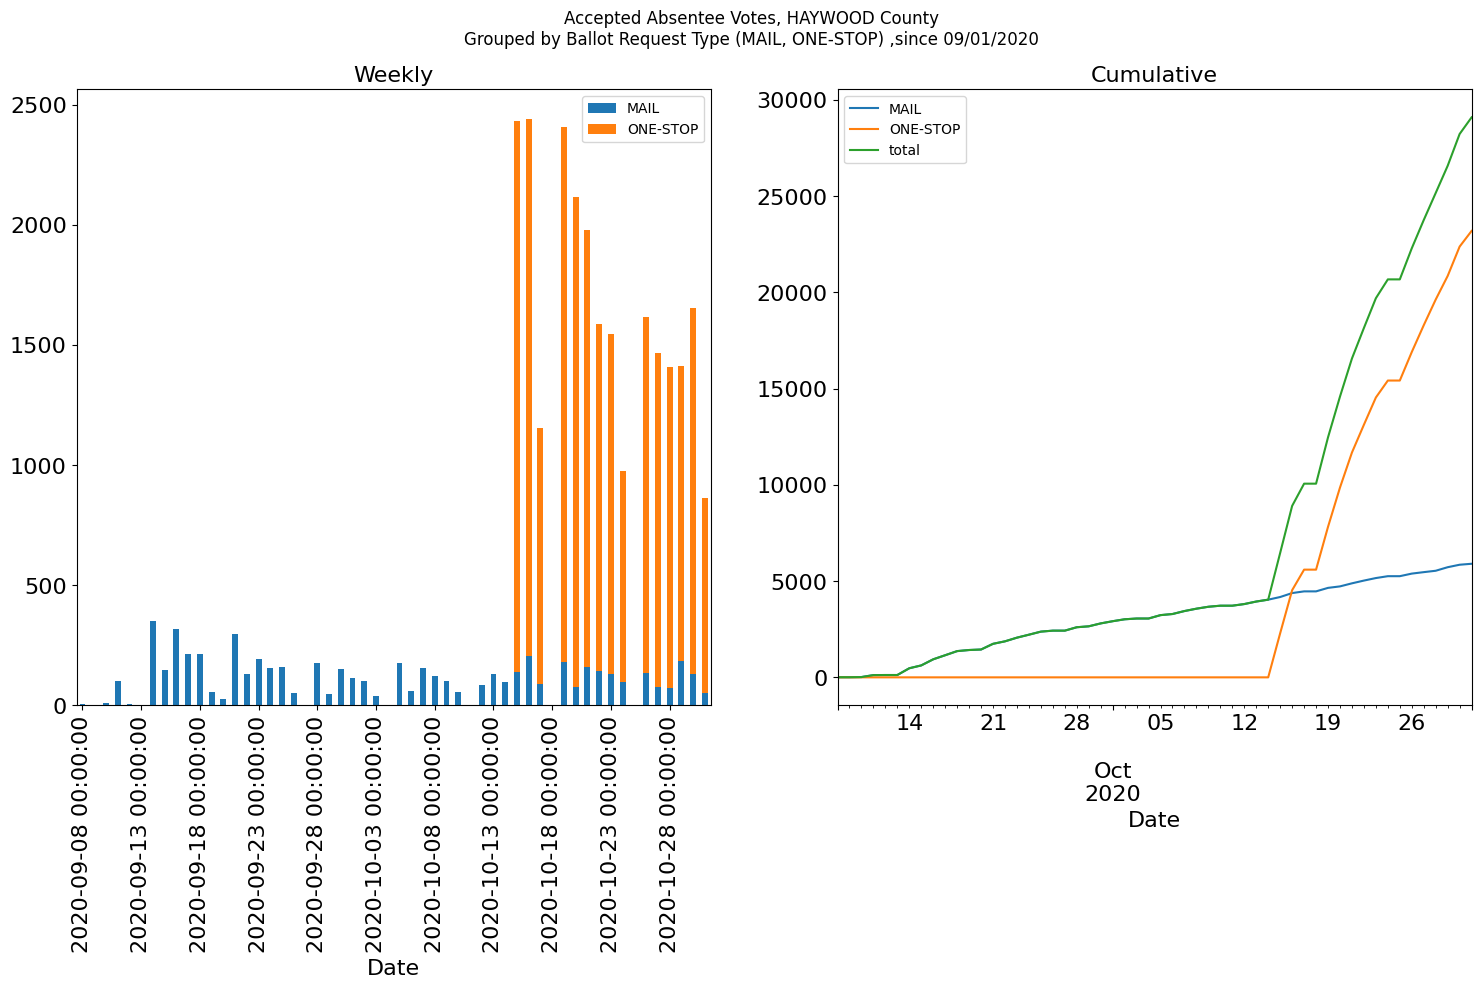 Accepted Absentee Votes, HAYWOOD County
Grouped by Ballot Request Type (MAIL, ONE-STOP) ,since 09/01/2020
Weekly
MAIL
ONE-STOP
2500
2000
1500
1000
500
0
2020-09-08 00:00:00
2020-09-13 00:00:00
2020-09-18 00:00:00
2020-09-23 00:00:00
2020-09-28 00:00:00
2020-10-03 00:00:00
2020-10-08 00:00:00
2020-10-13 00:00:00
2020-10-18 00:00:00
2020-10-23 00:00:00
2020-10-28 00:00:00
Date
Cumulative
MAIL
ONE-STOP
total
30000
25000
20000
15000
10000
5000
0
14
21
28
05
12
19
26
Oct
2020
Date